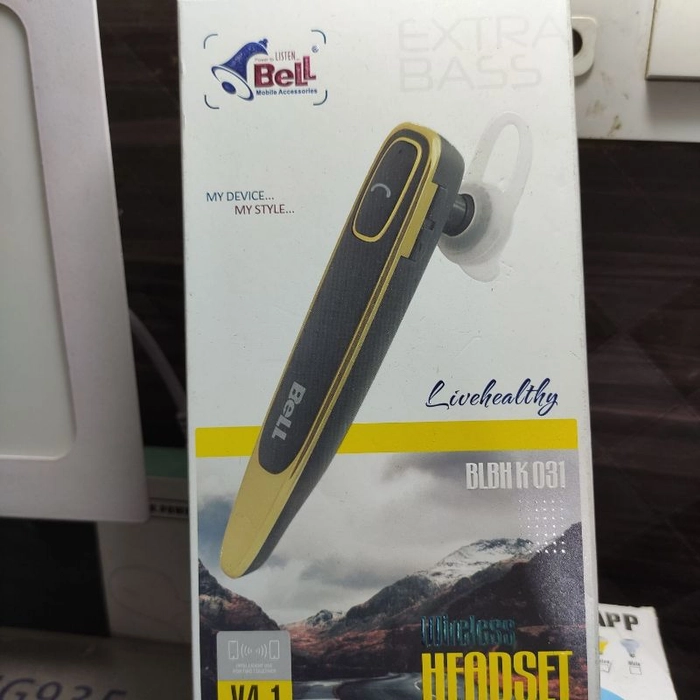 EXTRA
BASS
LISTEN
BeLL
Mobile Accessories
MY DEVICE...
MY STYLE...
BeLL
Livehealthy
BLBH K 031
Wireless
HEADSET
V4.1
APP